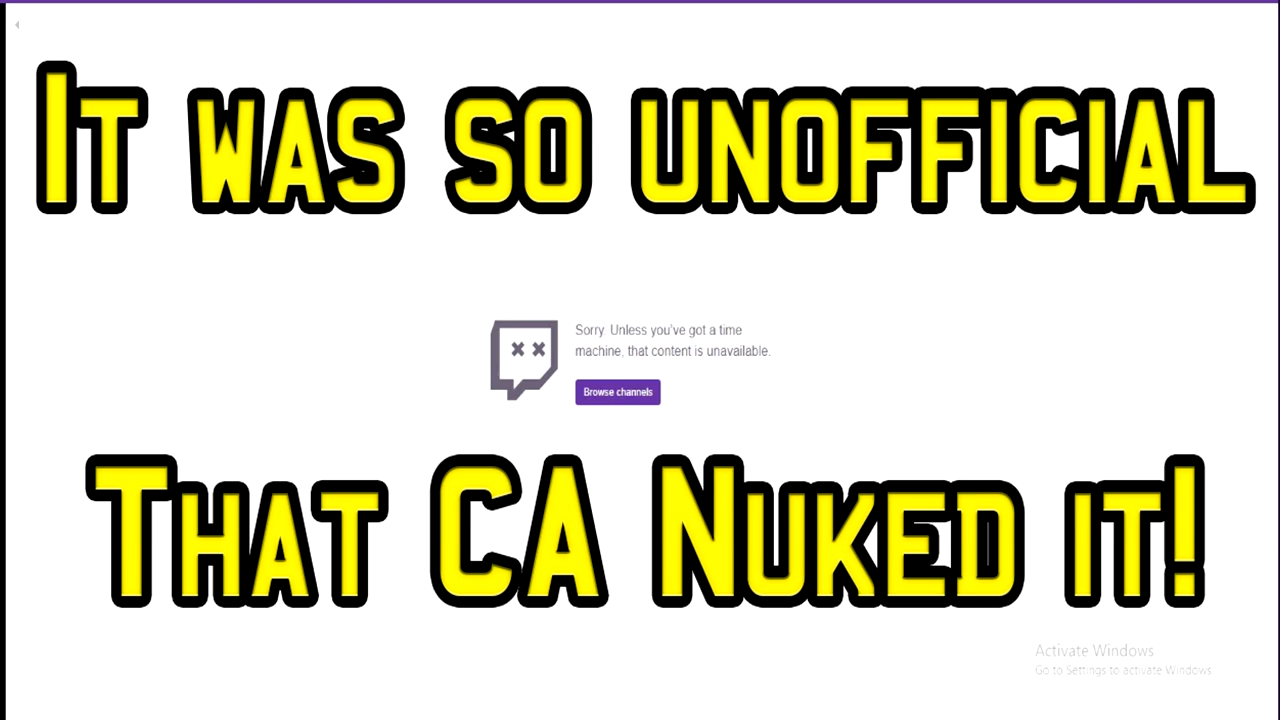 It was so unofficial
Sorry. Unless you've got a time
machine, that content is unavailable.
Browse channels
That CA Nuked it!
Activate Windows
Go to Settings to activate Windows.